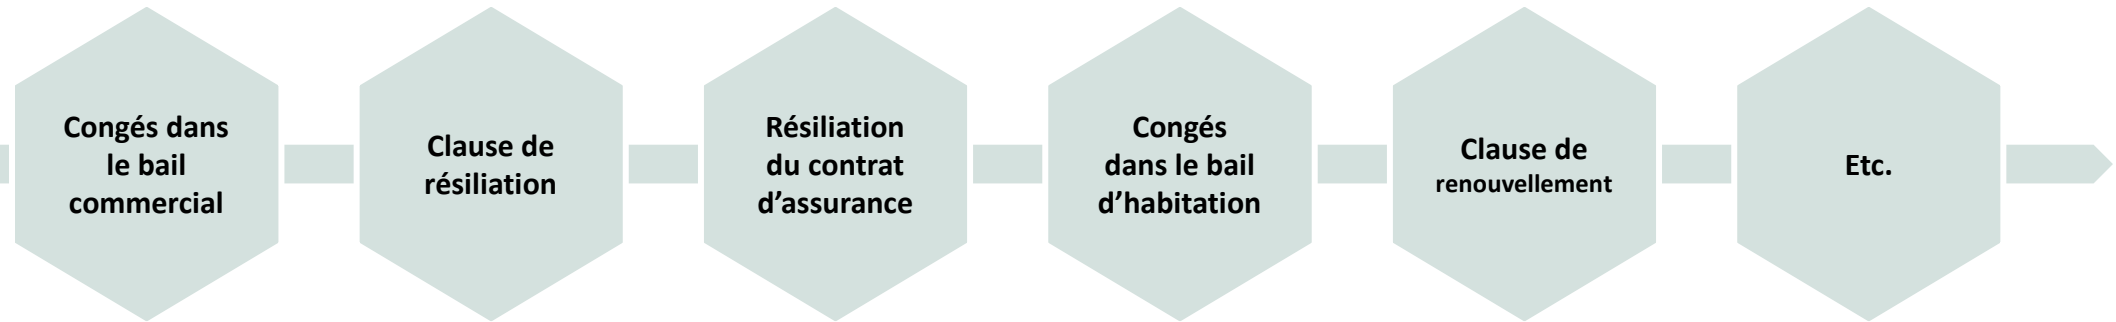 Congés dans
le bail
commercial
Clause de
résiliation
Résiliation
du contrat
d’assurance
Congés
dans le bail
d’habitation
Clause de
renouvellement
Etc.